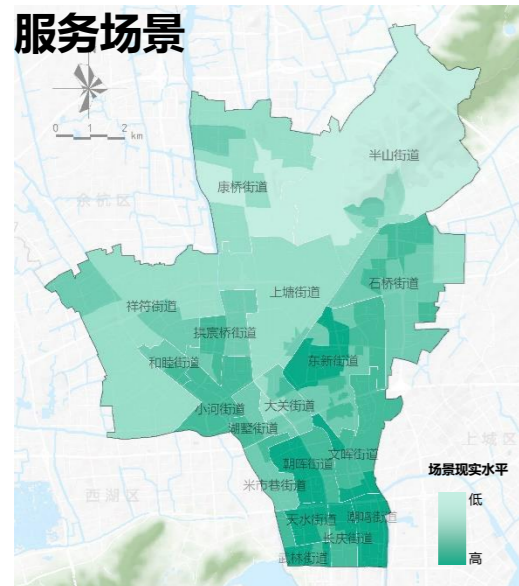 服务场景
0 1 2 km
半山街道
康桥街道
余杭区
石桥街道
上塘街道
祥符街道
拱宸桥街道
和睦街道
东新街道
小河街道
大关街道
湖墅街道
文晖街道
上城区
朝晖街道
场景现实水平
米市巷街道
西湖区
低
天水街道
潮鸣街道
长庆街道
武林街道
高